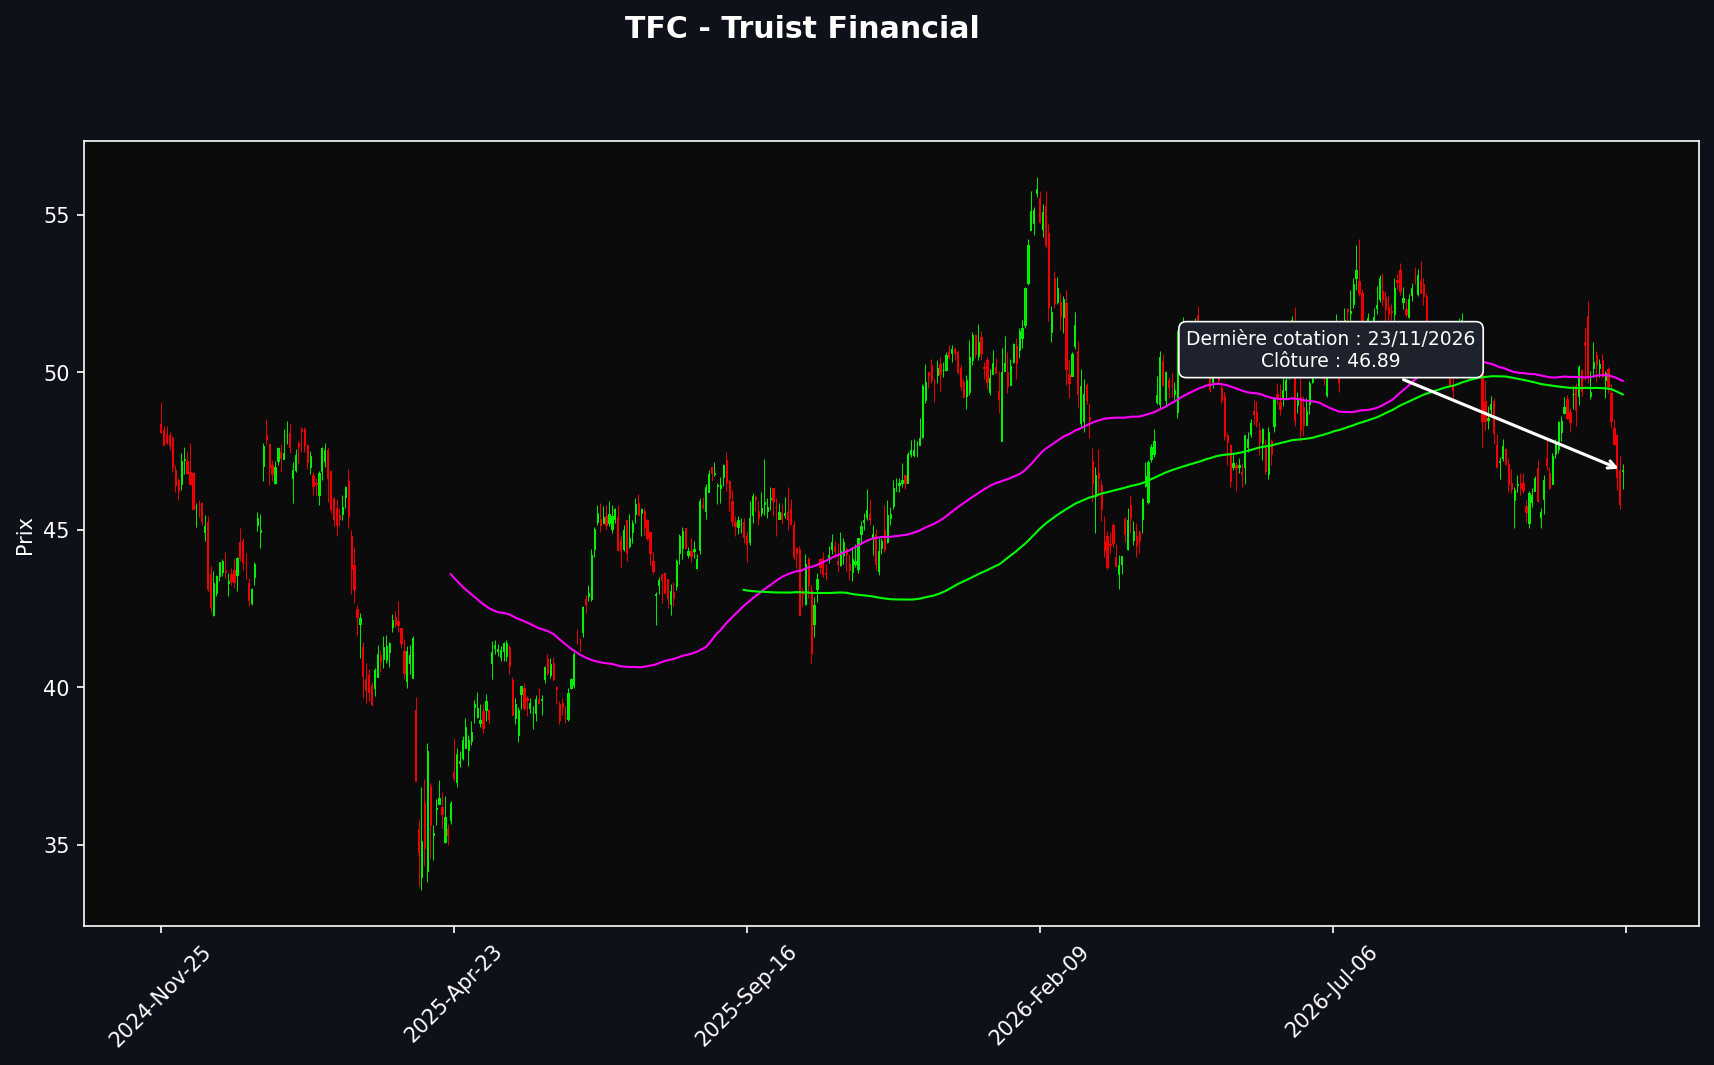 TFC - Truist Financial
Prix
55
50
45
40
35
Dernière cotation : 23/11/2026
Clôture : 46.89
2024-Nov-25
2025-Apr-23
2025-Sep-16
2026-Feb-09
2026-Jul-06